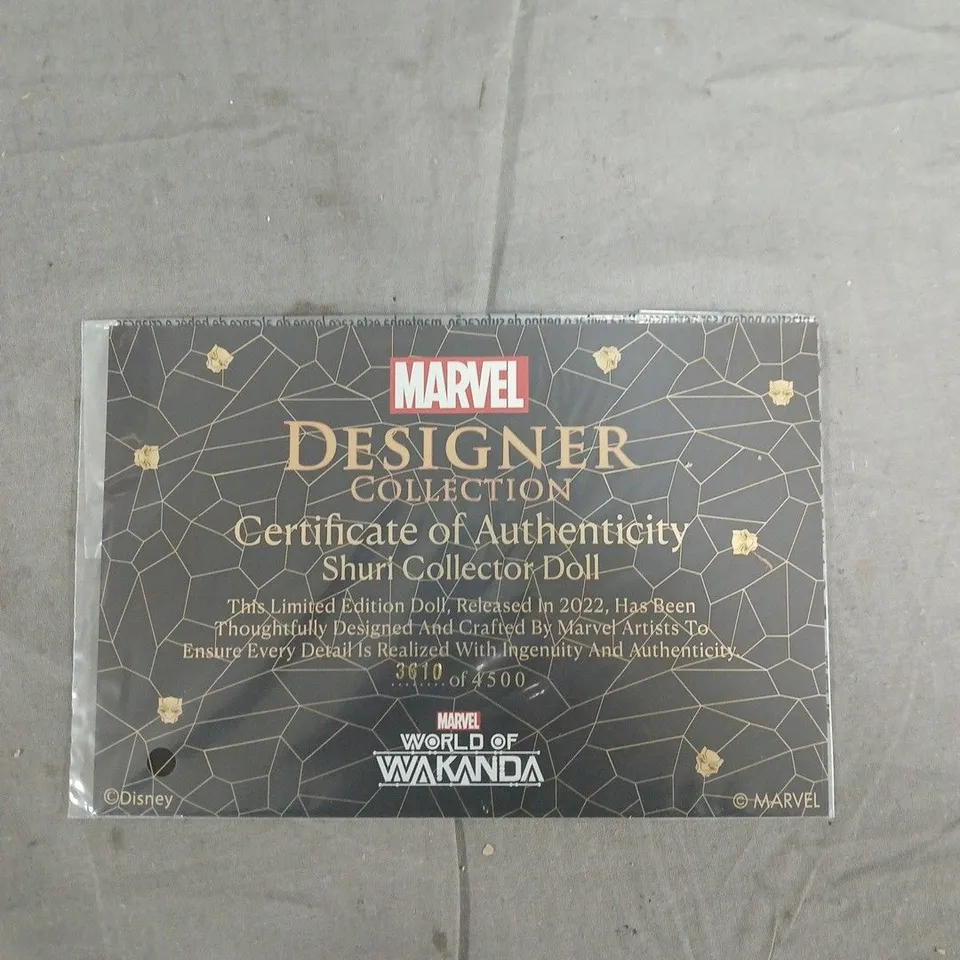 MARVEL
DESIGNER
COLLECTION
Certificate of Authenticity
Shuri Collector Doll
This Limited Edition Doll, Released In 2022, Has Been
Thoughtfully Designed And Crafted By Marvel Artists To
Ensure Every Detail Is Realized With Ingenuity And Authenticity.
3610 of 4500
MARVEL
WORLD OF
WAKANDA
©Disney
© MARVEL